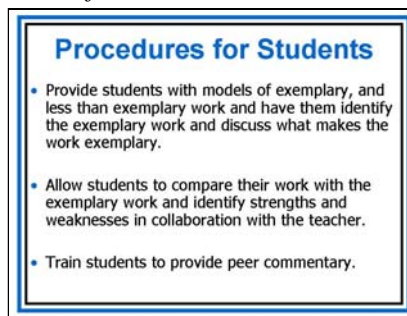 Procedures for Students
• Provide students with models of exemplary, and
less than exemplary work and have them identify
the exemplary work and discuss what makes the
work exemplary.
• Allow students to compare their work with the
exemplary work and identify strengths and
weaknesses in collaboration with the teacher.
• Train students to provide peer commentary.